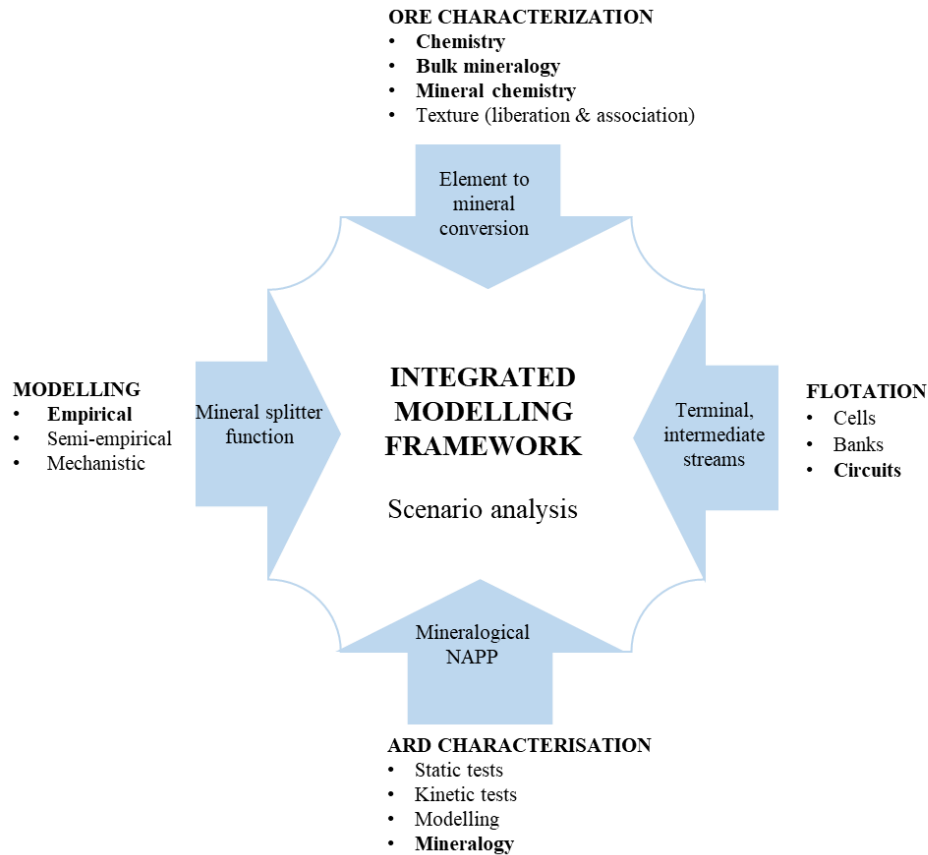 ORE CHARACTERIZATION
• Chemistry
• Bulk mineralogy
• Mineral chemistry
• Texture (liberation & association)
Element to
mineral
conversion
MODELLING
• Empirical
• Semi-empirical
• Mechanistic
Mineral splitter
function
INTEGRATED
MODELLING
FRAMEWORK
Scenario analysis
Terminal,
intermediate
streams
FLOTATION
• Cells
• Banks
• Circuits
Mineralogical
NAPP
ARD CHARACTERISATION
• Static tests
• Kinetic tests
• Modelling
• Mineralogy